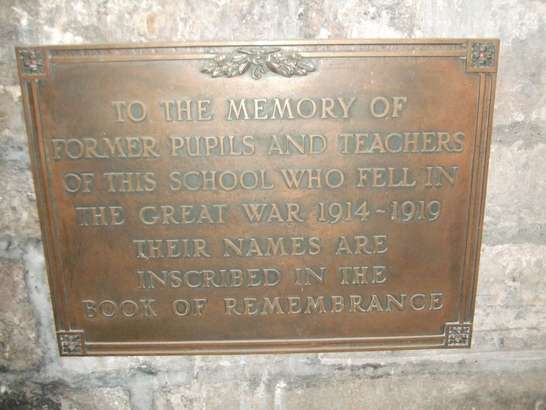 TO THE MEMORY OF
FORMER PUPILS AND TEACHERS
OF THIS SCHOOL WHO FELL IN
THE GREAT WAR 1914~1919
THEIR NAMES ARE
INSCRIBED IN THE
BOOK OF REMEMBRANCE